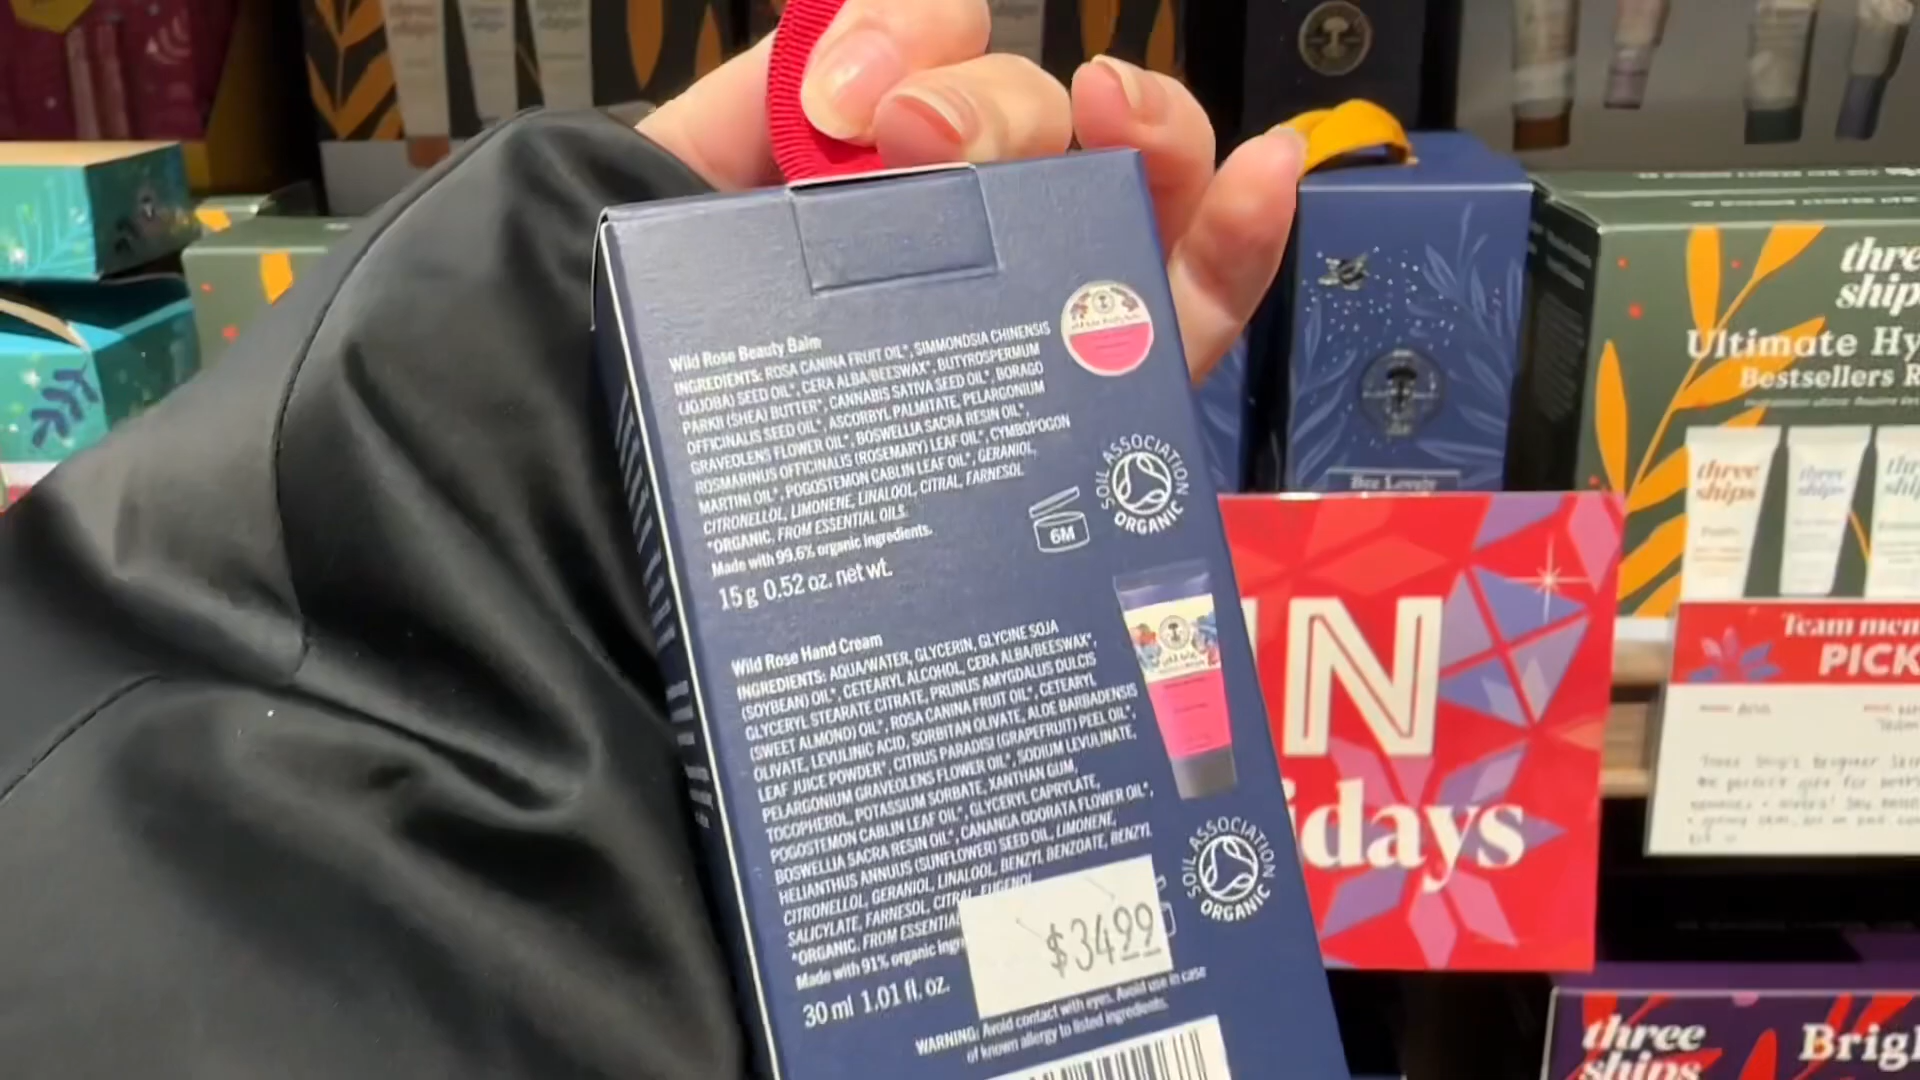 Wild Rose Beauty Balm
INGREDIENTS: ROSA CANINA FRUIT OIL*, SIMMONDSIA CHINENSIS
(JOJOBA) SEED OIL*, CERA ALBA/BEESWAX*, BUTYROSPERMUM
PARKII (SHEA) BUTTER*, CANNABIS SATIVA SEED OIL*, BORAGO
OFFICINALIS SEED OIL*, ASCORBYL PALMITATE, PELARGONIUM
GRAVEOLENS FLOWER OIL*, BOSWELLIA SACRA RESIN OIL*,
ROSMARINUS OFFICINALIS (ROSEMARY) LEAF OIL*, CYMBOPOGON
MARTINI OIL*, POGOSTEMON CABLIN LEAF OIL*, GERANIOL,
CITRONELLOL, LIMONENE, LINALOOL, CITRAL, FARNESOL.
*ORGANIC, FROM ESSENTIAL OILS
Made with 99.6% organic ingredients.
15 g 0.52 oz. net wt.
6M
SOIL ASSOCIATION
ORGANIC
Wild Rose Hand Cream
INGREDIENTS: AQUA/WATER, GLYCERIN, GLYCINE SOJA
(SOYBEAN) OIL*, CETEARYL ALCOHOL, CERA ALBA/BEESWAX*,
GLYCERYL STEARATE CITRATE, PRUNUS AMYGDALUS DULCIS
(SWEET ALMOND) OIL*, ROSA CANINA FRUIT OIL*, CETEARYL
OLIVATE, LEVULINIC ACID, SORBITAN OLIVATE, ALOE BARBADENSIS
LEAF JUICE POWDER*, CITRUS PARADISI (GRAPEFRUIT) PEEL OIL*,
PELARGONIUM GRAVEOLENS FLOWER OIL*, SODIUM LEVULINATE,
TOCOPHEROL, POTASSIUM SORBATE, XANTHAN GUM,
POGOSTEMON CABLIN LEAF OIL*, GLYCERYL CAPRYLATE,
BOSWELLIA SACRA RESIN OIL*, CANANGA ODORATA FLOWER OIL*,
HELIANTHUS ANNUUS (SUNFLOWER) SEED OIL, LIMONENE,
CITRONELLOL, GERANIOL, LINALOOL, BENZYL BENZOATE, BENZYL
SALICYLATE, FARNESOL, CITRAL, EUGENOL
*ORGANIC, FROM ESSENTIA
Made with 91% organic ingr
30 ml 1.01 fl. oz.
SOIL ASSOCIATION
ORGANIC
$34.99
WARNING: Avoid contact with eyes. Avoid use in case
of known allergy to listed ingredients.
Bee Lovely
IN
idays
three
ships
Ultimate Hy
Bestsellers R
three
ships
three
ships
Team mem
PICK
three
ships
Brigh